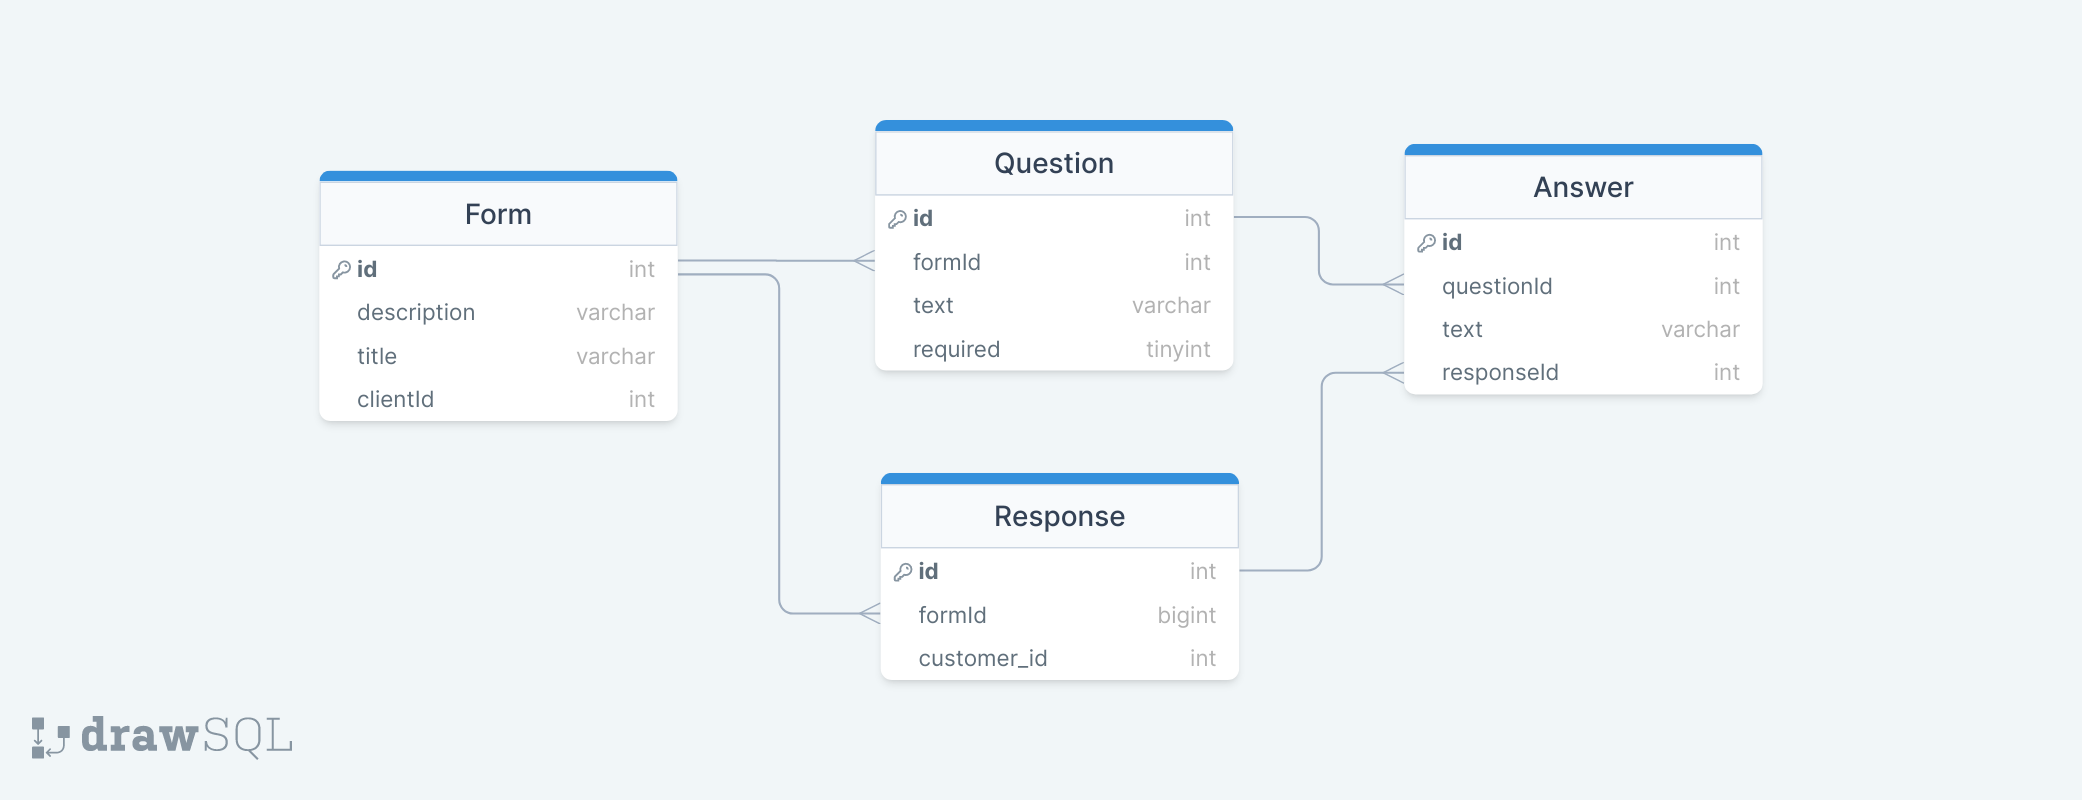 Form
id int
description varchar
title varchar
clientId int
Question
id int
formId int
text varchar
required tinyint
Answer
id int
questionId int
text varchar
responseId int
Response
id int
formId bigint
customer_id int
drawSQL